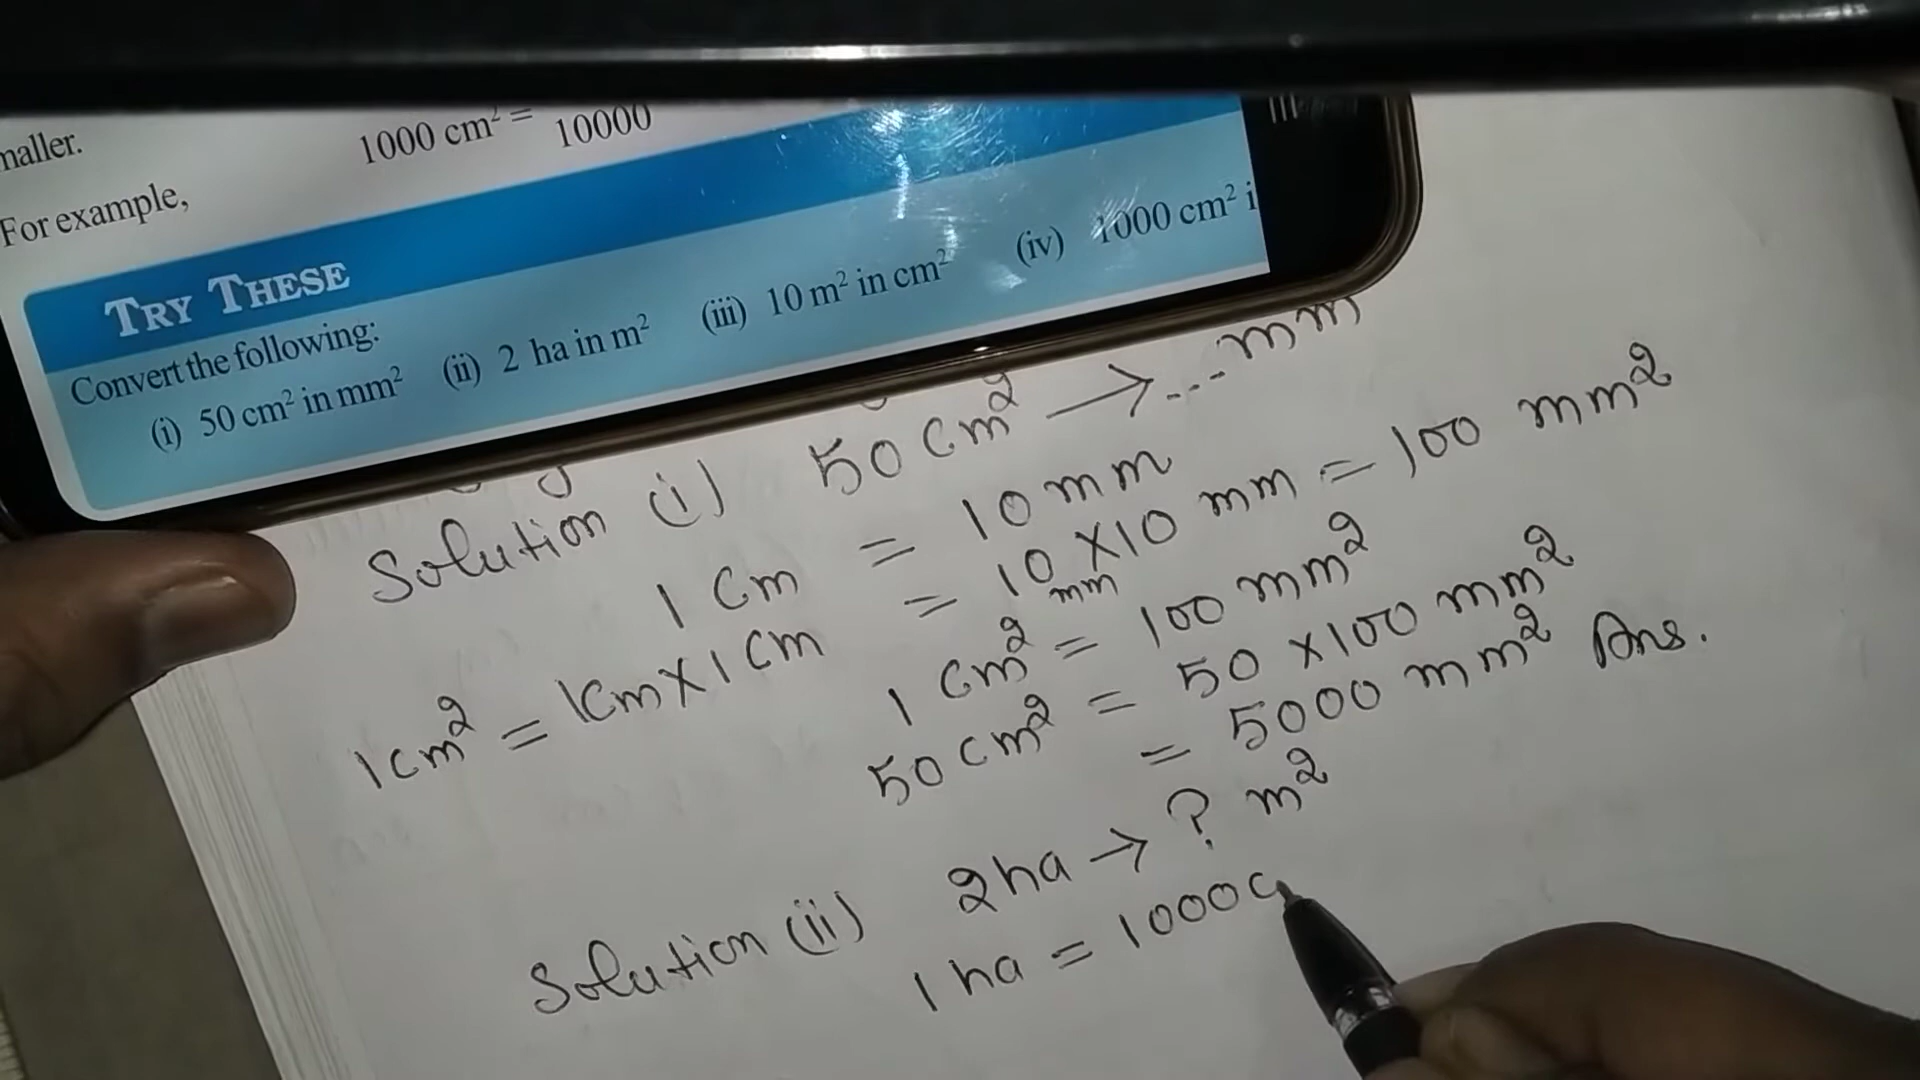 maller.
1000 cm² =
10000
For example,
TRY THESE
Convert the following:
(i) 50 cm² in mm² (ii) 2 ha in m² (iii) 10 m² in cm² (iv) 1000 cm² i
Solution (i) 50 cm² → ... mm
1 cm = 10 mm
1cm² = 1cm × 1cm = 10 mm × 10 mm = 100 mm²
1 cm² = 100 mm²
50 cm² = 50 × 100 mm²
= 5000 mm² Ans.
Solution (ii) 2ha → ? m²
1 ha = 1000